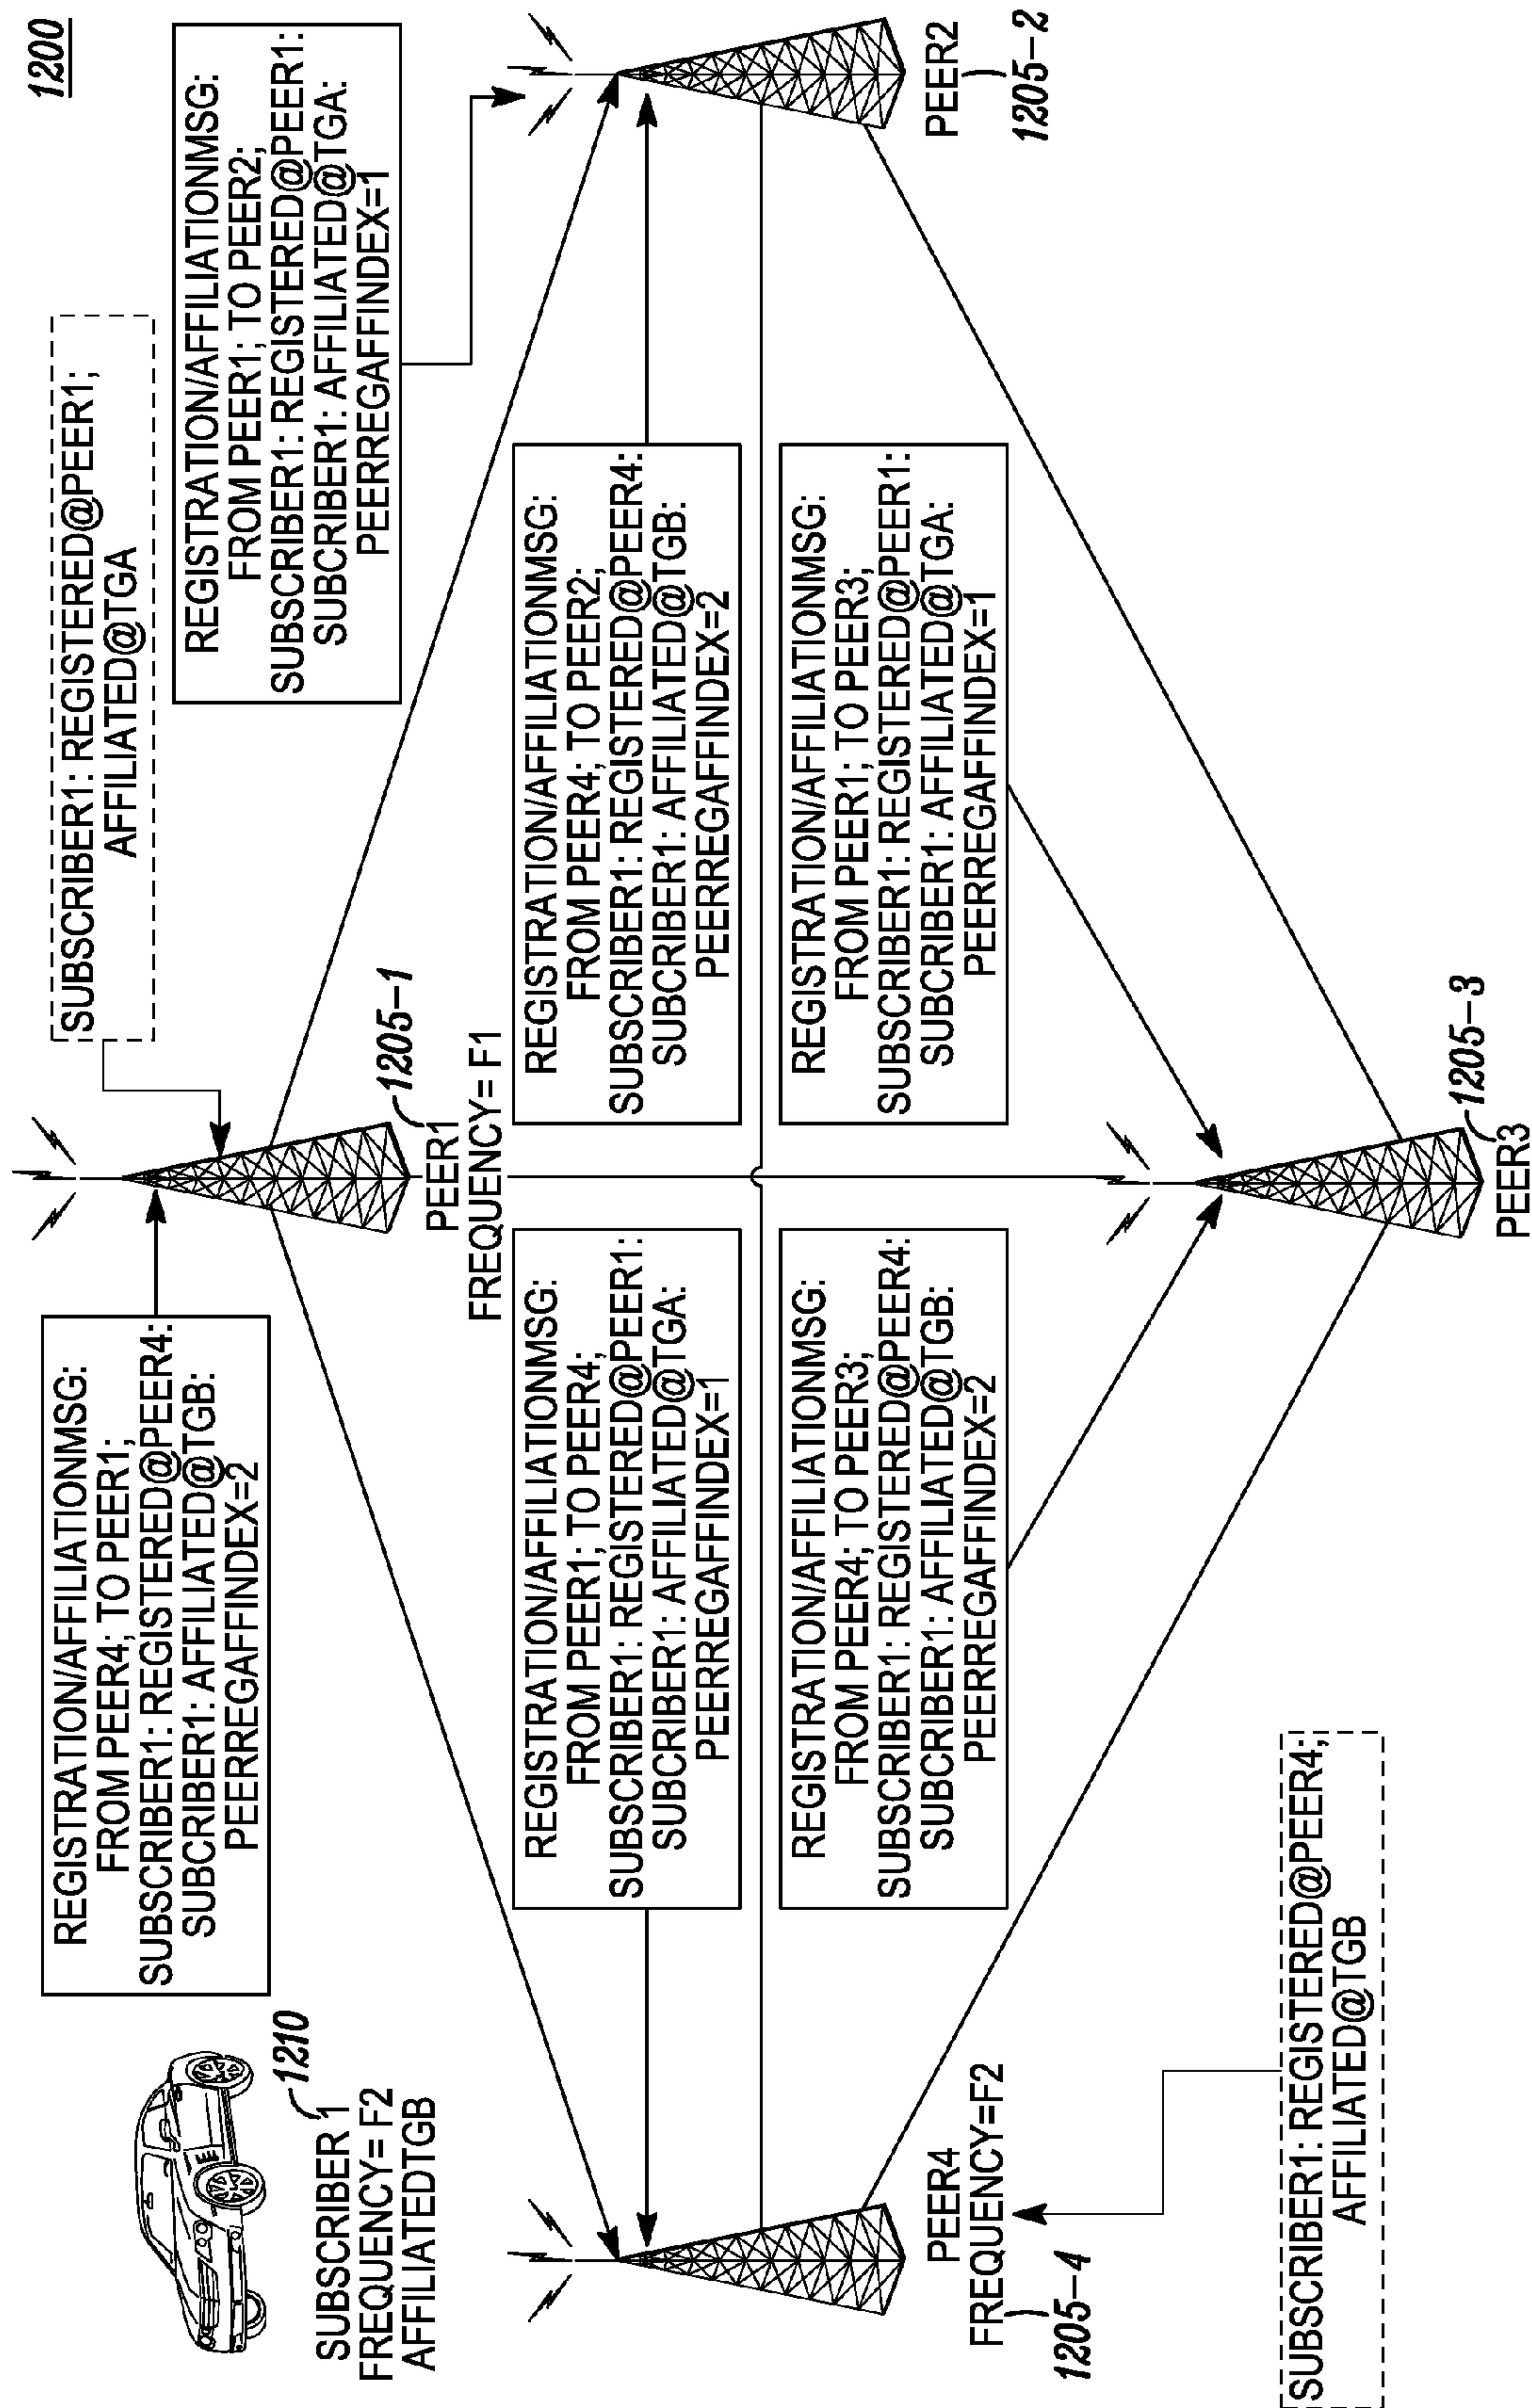 1200
SUBSCRIBER 1
1210
FREQUENCY= F2
AFFILIATEDTGB
REGISTRATION/AFFILIATIONMSG:
FROM PEER4; TO PEER1;
SUBSCRIBER1: REGISTERED@PEER4:
SUBCRIBER1: AFFILIATED@TGB:
PEERREGAFFINDEX=2
SUBSCRIBER1: REGISTERED@PEER1;
AFFILIATED@TGA
REGISTRATION/AFFILIATIONMSG:
FROM PEER1; TO PEER2;
SUBSCRIBER1: REGISTERED@PEER1:
SUBCRIBER1: AFFILIATED@TGA:
PEERREGAFFINDEX=1
1205-1
PEER1
FREQUENCY= F1
REGISTRATION/AFFILIATIONMSG:
FROM PEER1; TO PEER4;
SUBSCRIBER1: REGISTERED@PEER1:
SUBCRIBER1: AFFILIATED@TGA:
PEERREGAFFINDEX=1
REGISTRATION/AFFILIATIONMSG:
FROM PEER4; TO PEER2;
SUBSCRIBER1: REGISTERED@PEER4:
SUBCRIBER1: AFFILIATED@TGB:
PEERREGAFFINDEX=2
PEER4
FREQUENCY=F2
1205-4
REGISTRATION/AFFILIATIONMSG:
FROM PEER4; TO PEER3;
SUBSCRIBER1: REGISTERED@PEER4:
SUBCRIBER1: AFFILIATED@TGB:
PEERREGAFFINDEX=2
REGISTRATION/AFFILIATIONMSG:
FROM PEER1; TO PEER3;
SUBSCRIBER1: REGISTERED@PEER1:
SUBCRIBER1: AFFILIATED@TGA:
PEERREGAFFINDEX=1
PEER2
1205-2
SUBSCRIBER1: REGISTERED@PEER4;
AFFILIATED@TGB
1205-3
PEER3